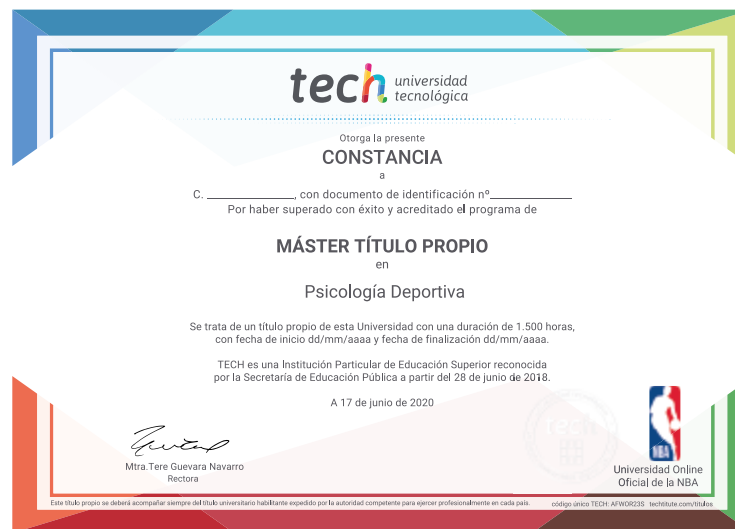 tech universidad
tecnológica
Otorga la presente
CONSTANCIA
a
C. ________________, con documento de identificación nº______________
Por haber superado con éxito y acreditado el programa de
MÁSTER TÍTULO PROPIO
en
Psicología Deportiva
Se trata de un título propio de esta Universidad con una duración de 1.500 horas,
con fecha de inicio dd/mm/aaaa y fecha de finalización dd/mm/aaaa.
TECH es una Institución Particular de Educación Superior reconocida
por la Secretaría de Educación Pública a partir del 28 de junio de 2018.
A 17 de junio de 2020
tech
Mtra.Tere Guevara Navarro
Rectora
NBA
Universidad Online
Oficial de la NBA
Este título propio se deberá acompañar siempre del título universitario habilitante expedido por la autoridad competente para ejercer profesionalmente en cada país.
código único TECH: AFWOR23S techtitute.com/titulos